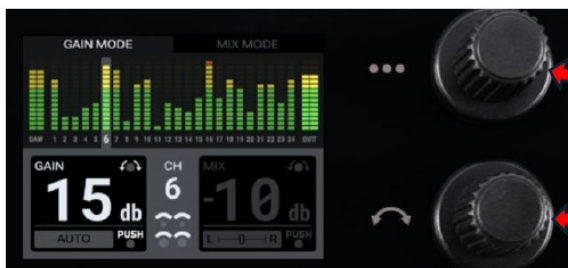 GAIN MODE MIX MODE
DAW 1 2 3 4 5 6 7 8 9 10 11 12 13 14 15 16 17 18 19 20 21 22 23 24 OUT
GAIN CH MIX
15 db 6 -10 db
AUTO PUSH L 0 R PUSH